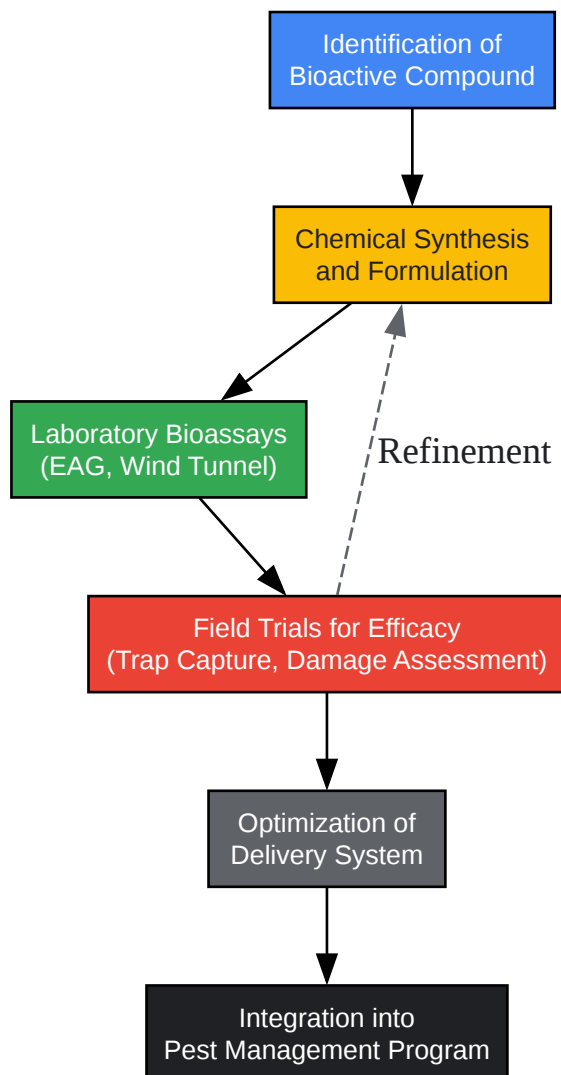 Identification of
Bioactive Compound
Chemical Synthesis
and Formulation
Laboratory Bioassays
(EAG, Wind Tunnel)
Refinement
Field Trials for Efficacy
(Trap Capture, Damage Assessment)
Optimization of
Delivery System
Integration into
Pest Management Program